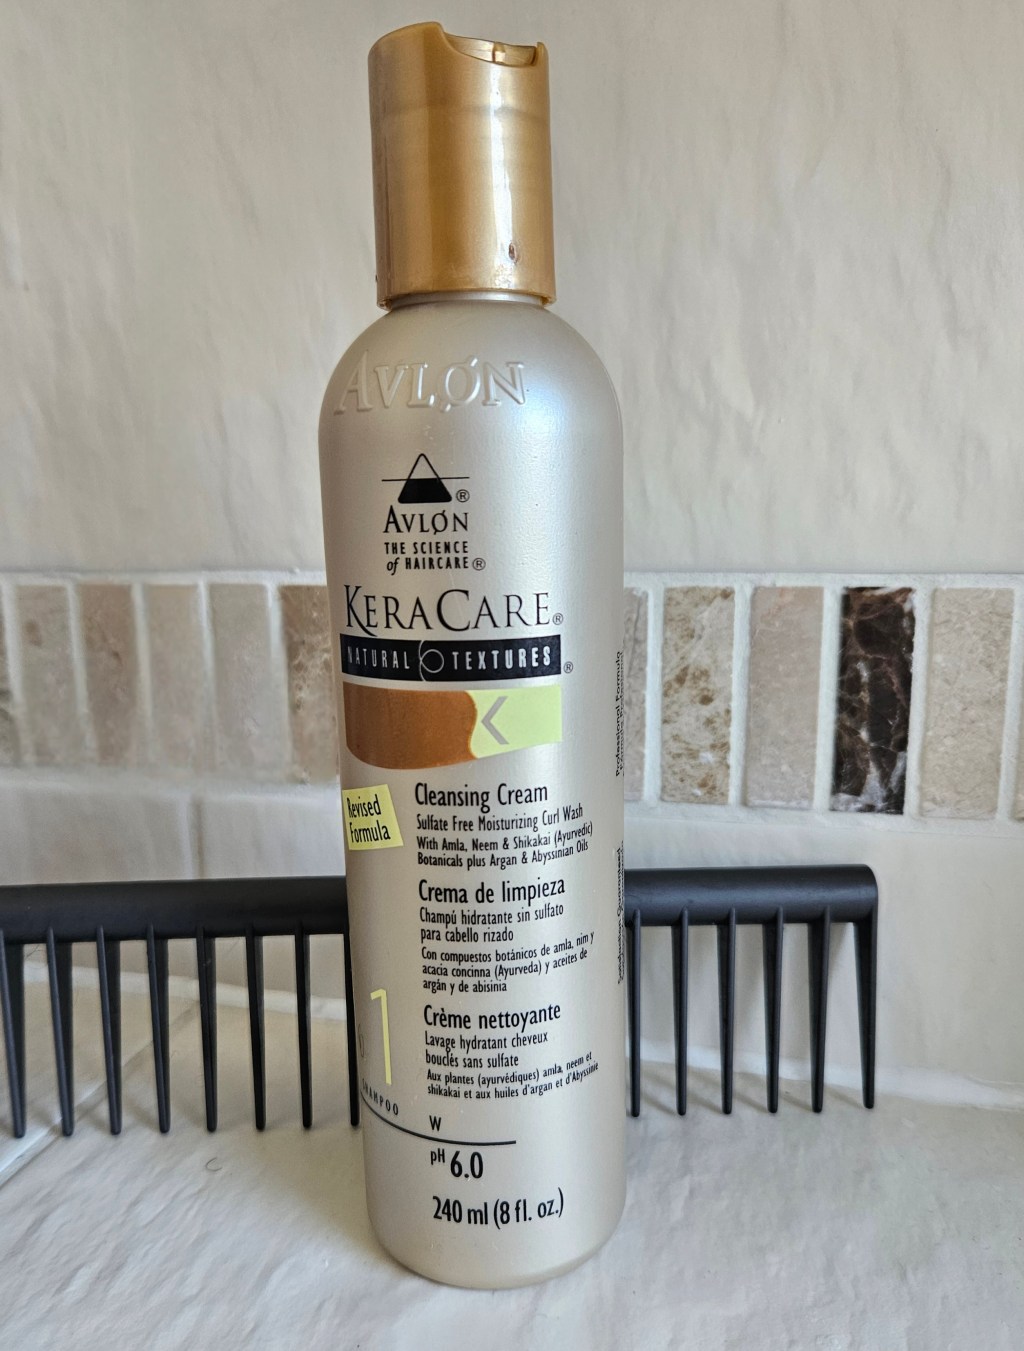 AVLØN
®
AVLØN
THE SCIENCE
of HAIRCARE®
KERACARE®
NATURAL TEXTURES®
Revised
Formula
Cleansing Cream
Sulfate Free Moisturizing Curl Wash
With Amla, Neem & Shikakai (Ayurvedic)
Botanicals plus Argan & Abyssinian Oils
Crema de limpieza
Champú hidratante sin sulfato
para cabello rizado
Con compuestos botánicos de amla, nim y
acacia concinna (Ayurveda) y aceites de
argán y de abisinia
Crème nettoyante
Lavage hydratant cheveux
bouclés sans sulfate
Aux plantes (ayurvédiques) amla, neem et
shikakai et aux huiles d'argan et d'Abyssinie
1
SHAMPOO
W
pH 6.0
240 ml (8 fl. oz.)
Professional Formula